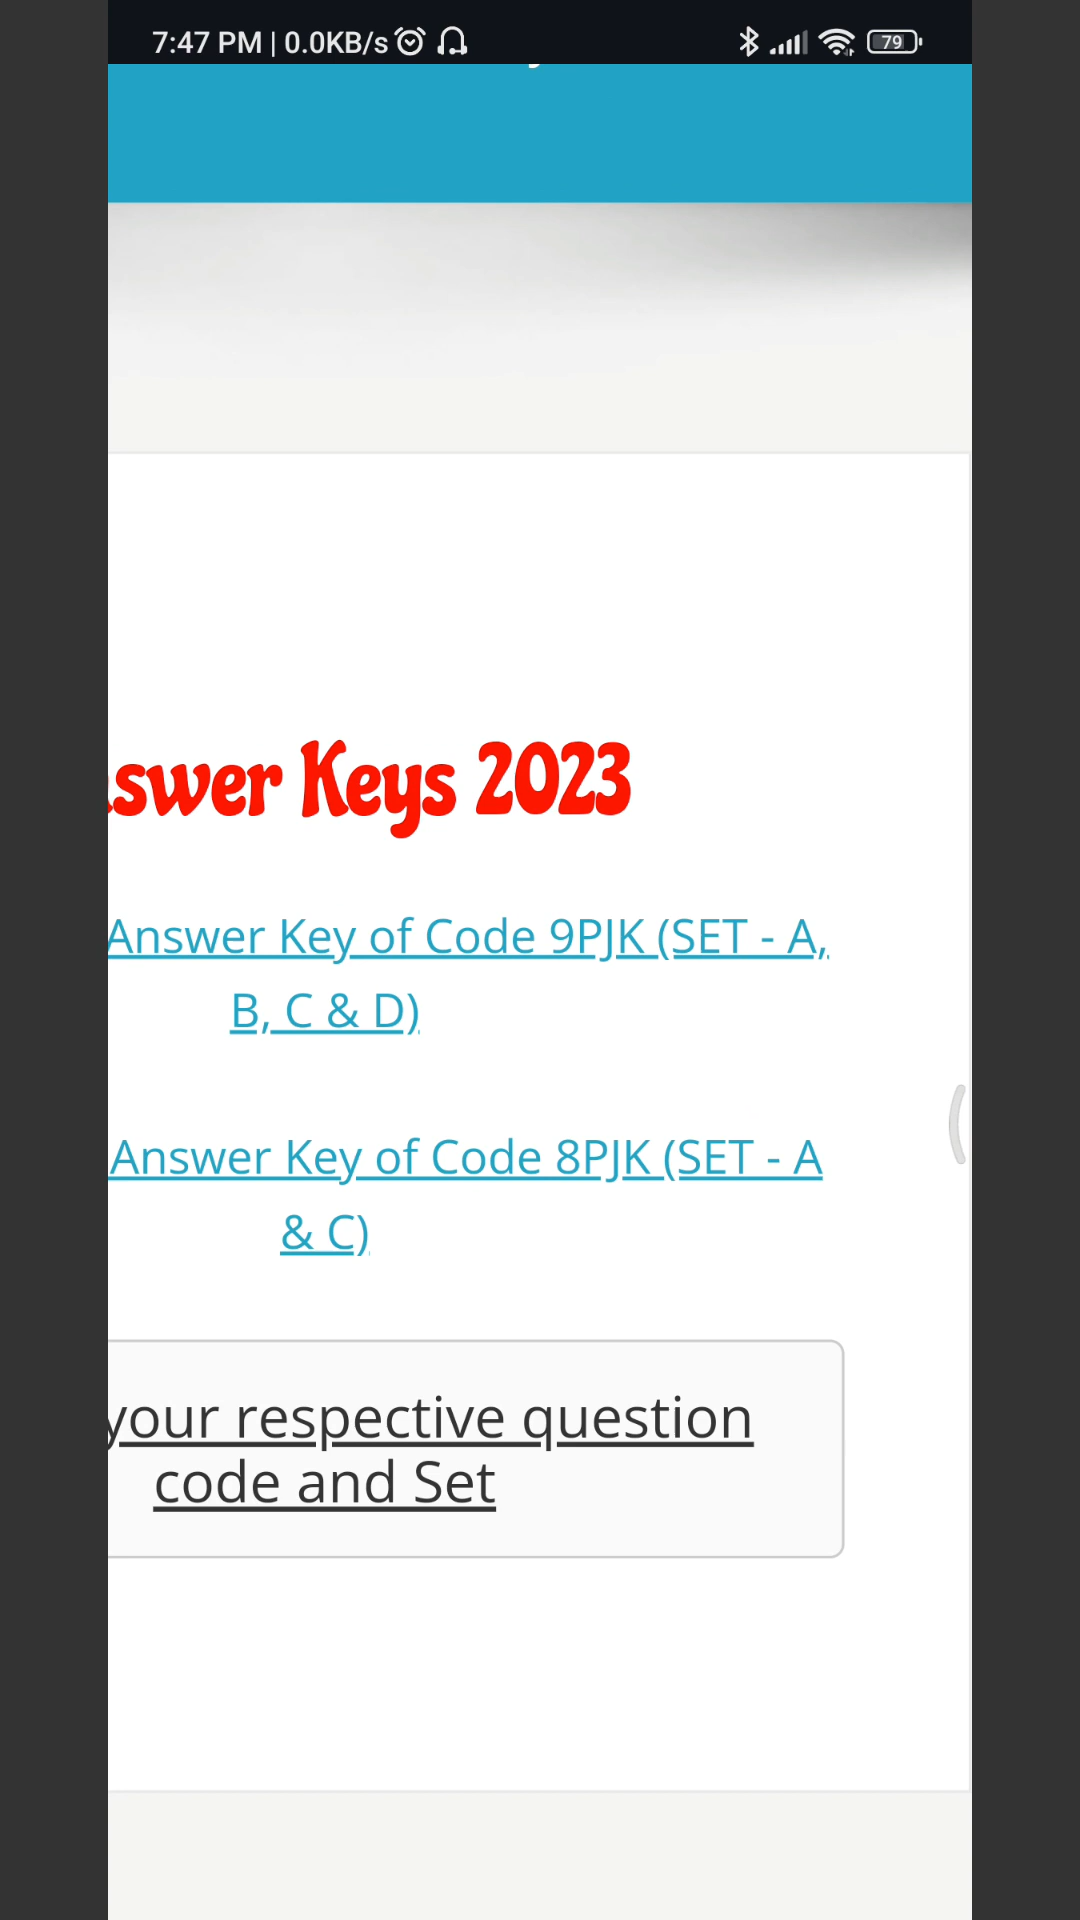 7:47 PM | 0.0KB/s
79
Keys 2023
Answer Key of Code 9PJK (SET - A,
B, C & D)
Answer Key of Code 8PJK (SET - A
& C)
your respective question
code and Set